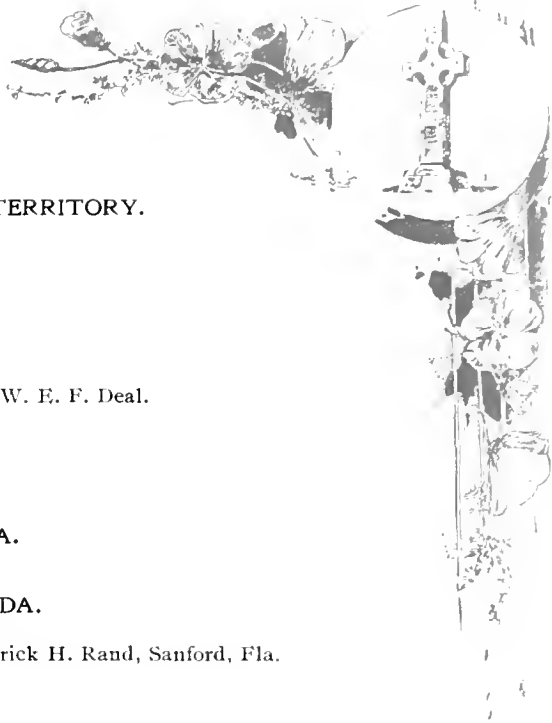 TERRITORY.
W. E. F. Deal.
A.
DA.
rick H. Rand, Sanford, Fla.